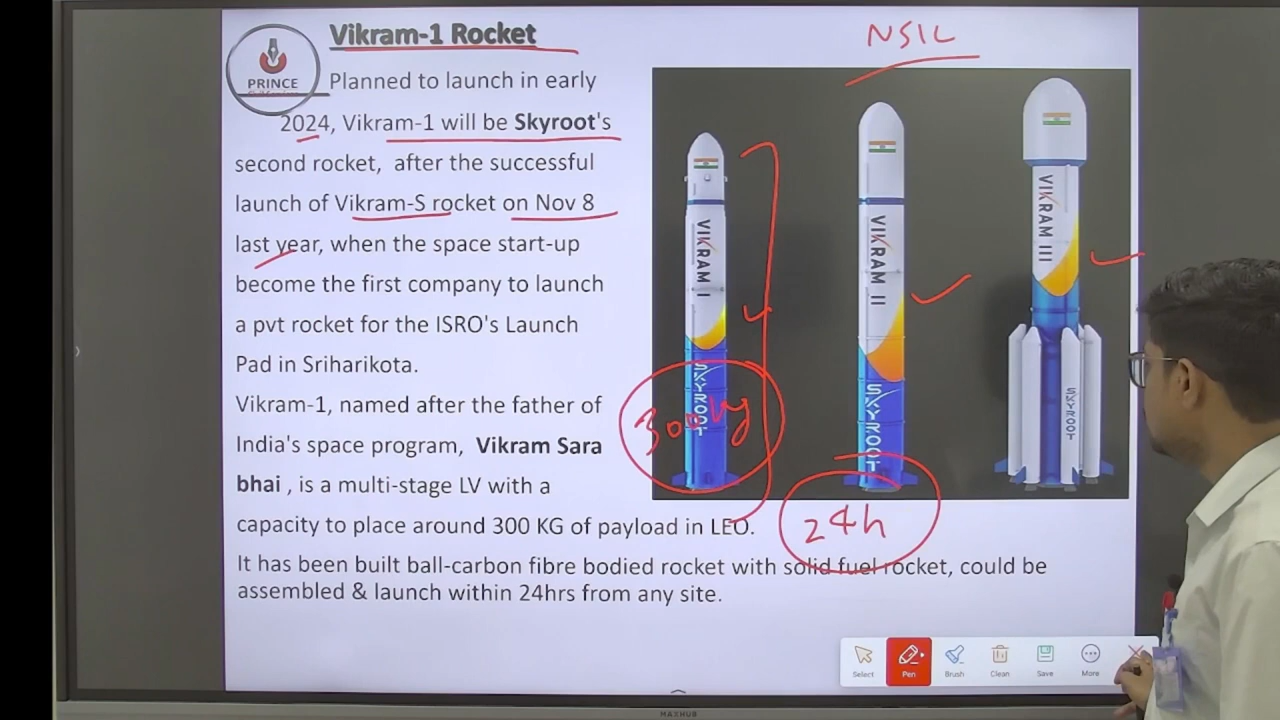 Vikram-1 Rocket
NSIL
PRINCE
Planned to launch in early
2024, Vikram-1 will be Skyroot's
second rocket, after the successful
launch of Vikram-S rocket on Nov 8
last year, when the space start-up
become the first company to launch
a pvt rocket for the ISRO's Launch
Pad in Sriharikota.
Vikram-1, named after the father of
India's space program, Vikram Sara
bhai , is a multi-stage LV with a
capacity to place around 300 KG of payload in LEO.
It has been built ball-carbon fibre bodied rocket with solid fuel rocket, could be
assembled & launch within 24hrs from any site.
VIKRAM I
SKYROOT
300kg
VIKRAM II
SKYROOT
24h
VIKRAM III
SKYROOT
Select
Pen
Brush
Clean
Save
More
MAXHUB